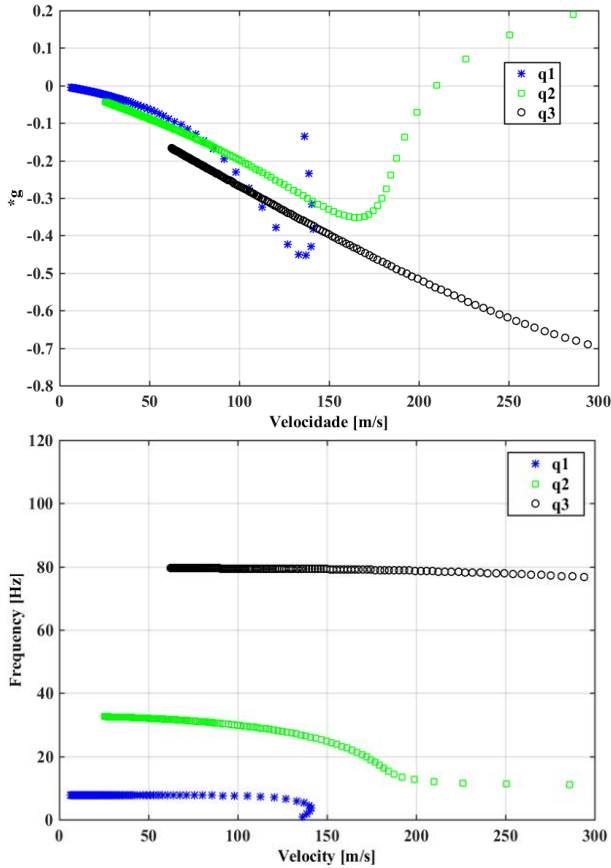 0.2
0.1
0
-0.1
-0.2
-0.3
-0.4
-0.5
-0.6
-0.7
-0.8
*g
q1
q2
q3
0 50 100 150 200 250 300
Velocidade [m/s]
120
100
80
60
40
20
0
Frequency [Hz]
q1
q2
q3
0 50 100 150 200 250 300
Velocity [m/s]